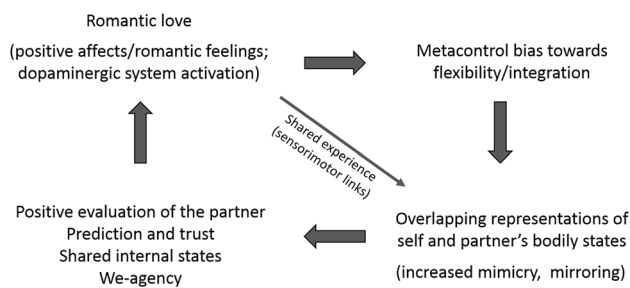 Romantic love
(positive affects/romantic feelings;
dopaminergic system activation)
Metacontrol bias towards
flexibility/integration
Shared experience
(sensorimotor links)
Overlapping representations of
self and partner’s bodily states
(increased mimicry, mirroring)
Positive evaluation of the partner
Prediction and trust
Shared internal states
We-agency